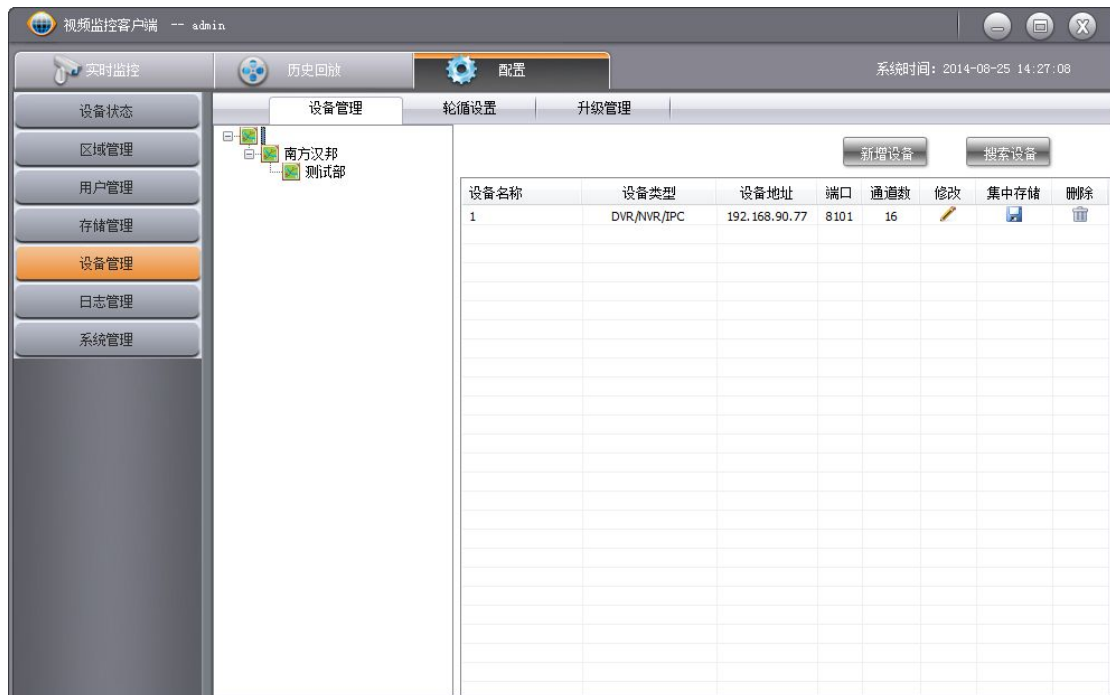 视频监控客户端 -- admin
实时监控 历史回放 配置 系统时间：2014-08-25 14:27:08
设备状态
区域管理
用户管理
存储管理
设备管理
日志管理
系统管理
设备管理 轮循设置 升级管理
南方汉邦
测试部
新增设备 搜索设备
设备名称 设备类型 设备地址 端口 通道数 修改 集中存储 删除
1 DVR/NVR/IPC 192.168.90.77 8101 16